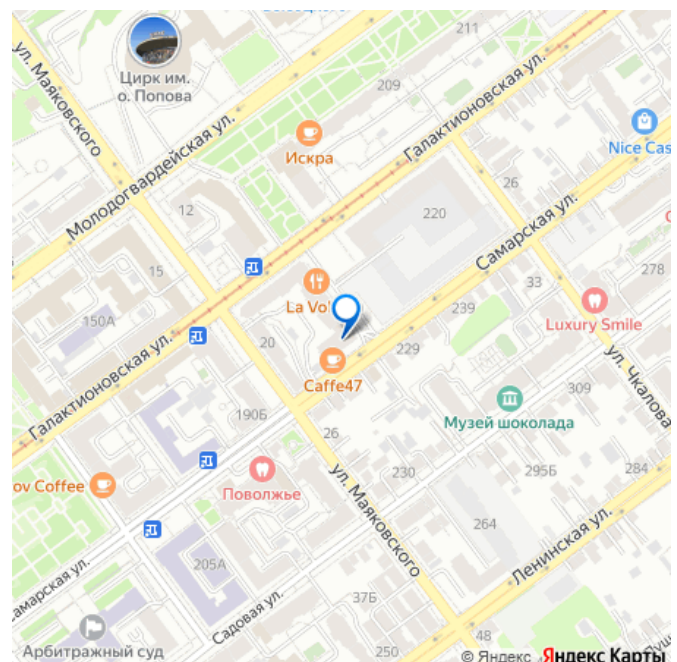 211
Цирк им.
о. Попова
209
ул. Маяковского
Искра
Молодогвардейская ул.
Галактионовская ул.
Nice Cas
26
12
220
Самарская ул.
15
La Vo
33
278
150А
239
Luxury Smile
20
229
Caffe47
ул. Чкалова
Галактионовская ул.
309
190Б
Музей шоколада
26
ov Coffee
Поволжье
230
295Б
284
ул. Маяковского
264
205А
Ленинская ул.
самарская ул.
37Б
Садовая ул.
Арбитражный суд
250
48
© Яндекс Яндекс Карты